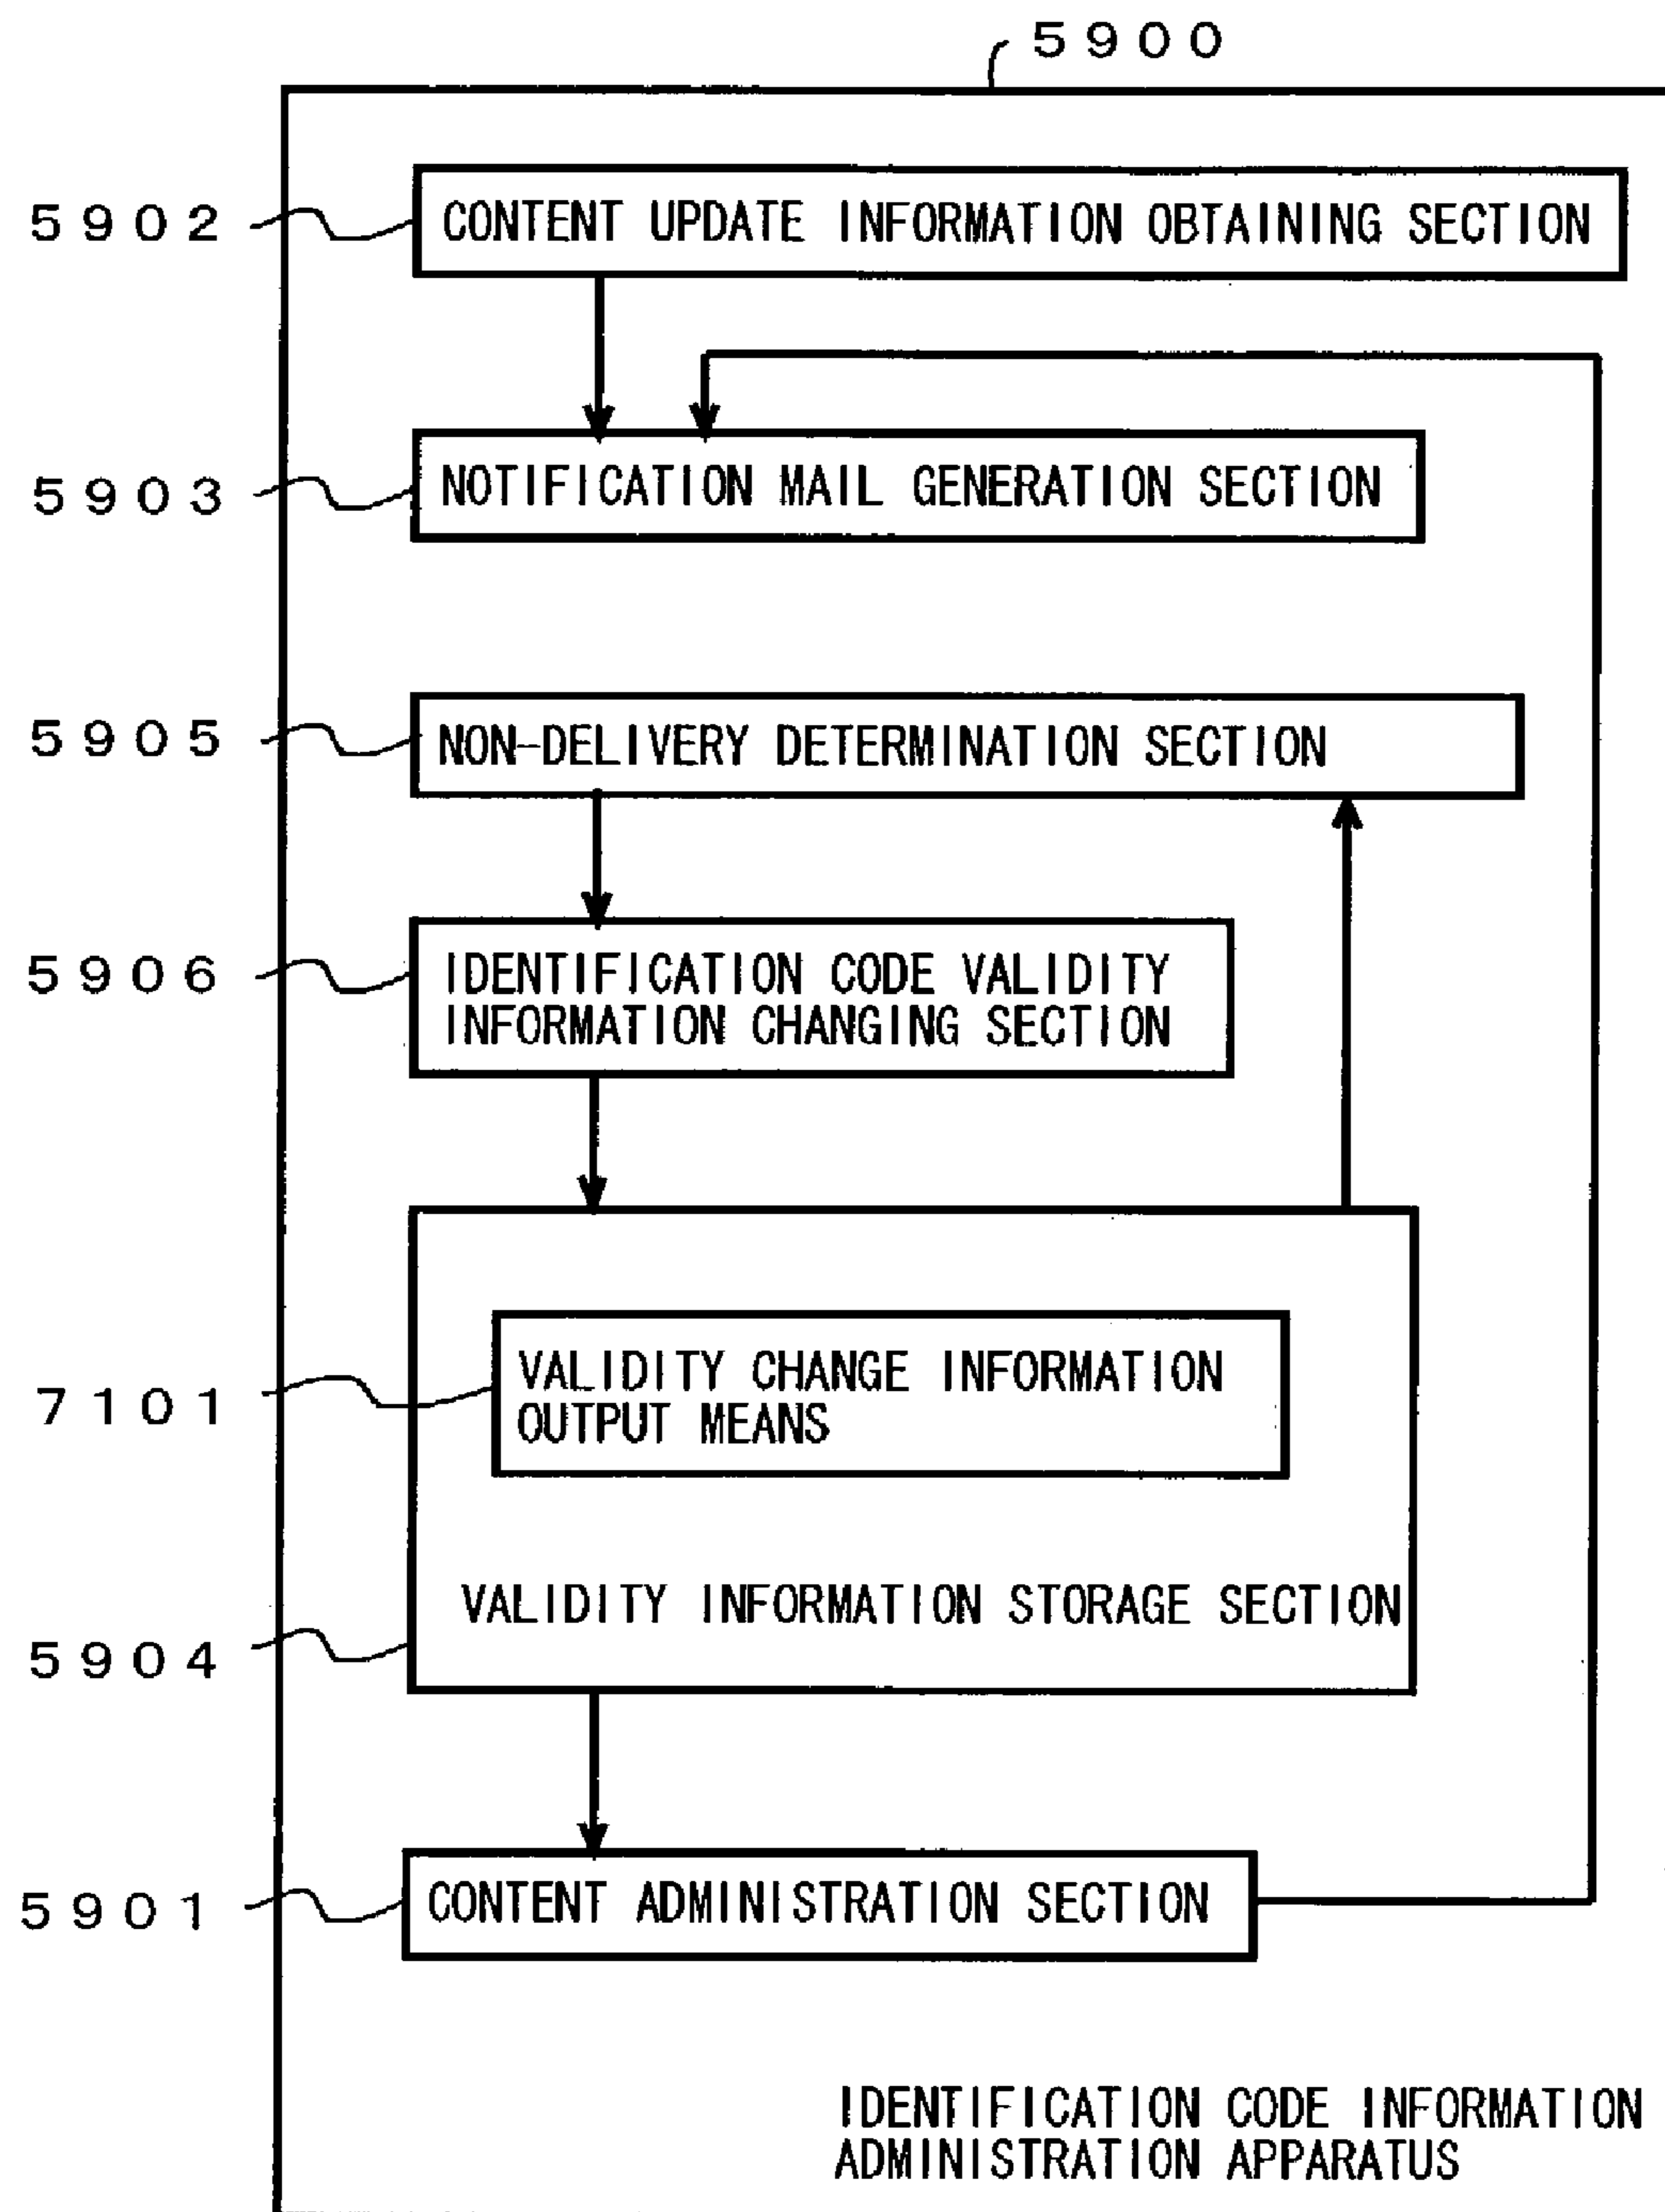 5900
5902
CONTENT UPDATE INFORMATION OBTAINING SECTION
5903
NOTIFICATION MAIL GENERATION SECTION
5905
NON-DELIVERY DETERMINATION SECTION
5906
IDENTIFICATION CODE VALIDITY
INFORMATION CHANGING SECTION
7101
VALIDITY CHANGE INFORMATION
OUTPUT MEANS
VALIDITY INFORMATION STORAGE SECTION
5904
5901
CONTENT ADMINISTRATION SECTION
IDENTIFICATION CODE INFORMATION
ADMINISTRATION APPARATUS